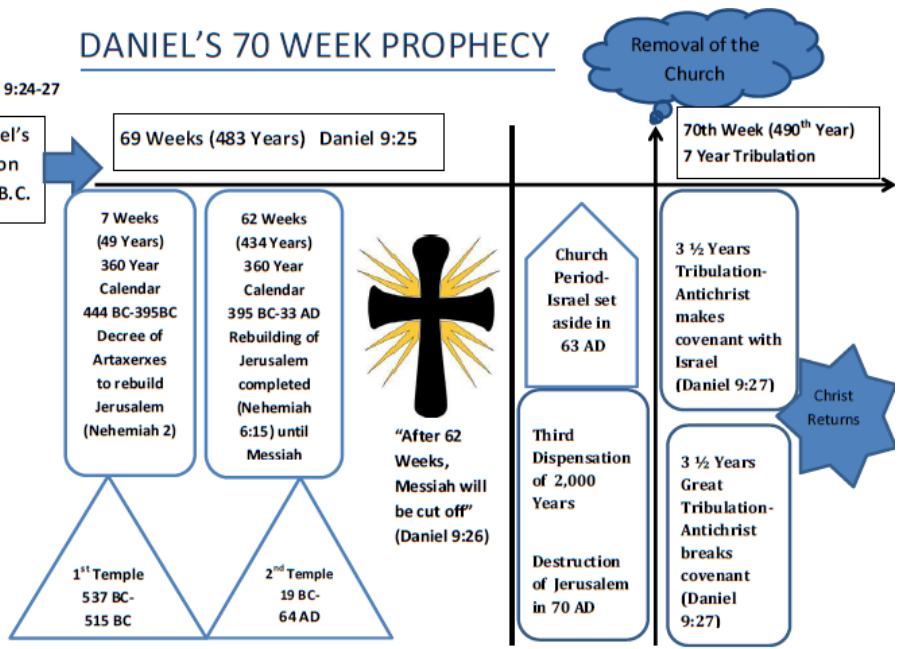 DANIEL'S 70 WEEK PROPHECY
Removal of the
Church
9:24-27
el's
on
B.C.
69 Weeks (483 Years) Daniel 9:25
70th Week (490th Year)
7 Year Tribulation
7 Weeks
(49 Years)
360 Year
Calendar
444 BC-395BC
Decree of
Artaxerxes
to rebuild
Jerusalem
(Nehemiah 2)
62 Weeks
(434 Years)
360 Year
Calendar
395 BC-33 AD
Rebuilding of
Jerusalem
completed
(Nehemiah
6:15) until
Messiah
"After 62
Weeks,
Messiah will
be cut off"
(Daniel 9:26)
Church
Period-
Israel set
aside in
63 AD
Third
Dispensation
of 2,000
Years
Destruction
of Jerusalem
in 70 AD
3 ½ Years
Tribulation-
Antichrist
makes
covenant with
Israel
(Daniel 9:27)
3 ½ Years
Great
Tribulation-
Antichrist
breaks
covenant
(Daniel
9:27)
Christ
Returns
1st Temple
537 BC-
515 BC
2nd Temple
19 BC-
64 AD